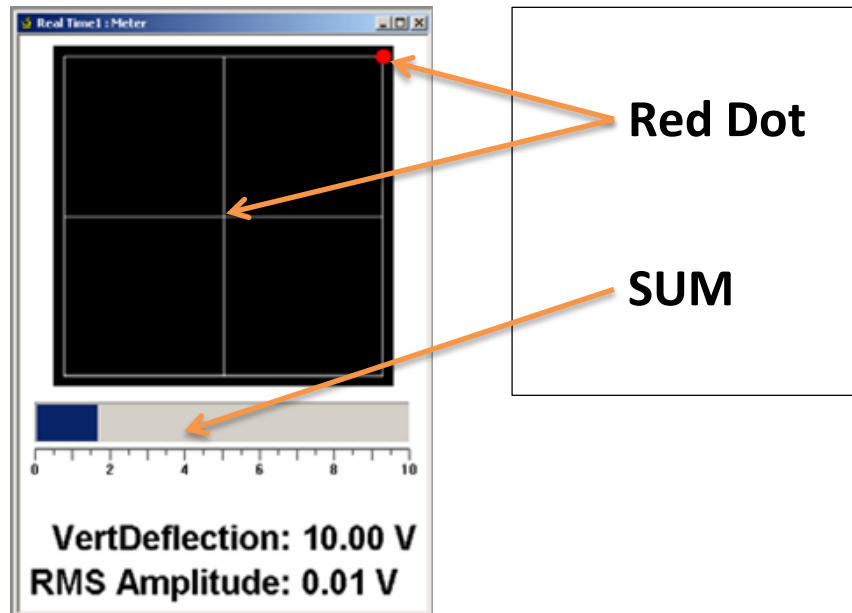 Real Time1 : Meter
Red Dot
SUM
0 2 4 6 8 10
VertDeflection: 10.00 V
RMS Amplitude: 0.01 V